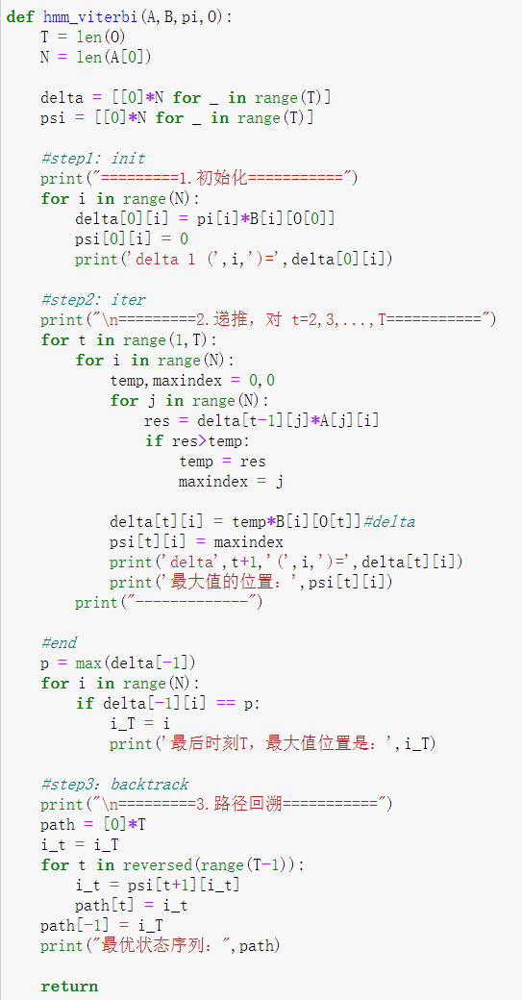 def hmm_viterbi(A,B,pi,O):
    T = len(O)
    N = len(A[0])

    delta = [[0]*N for _ in range(T)]
    psi = [[0]*N for _ in range(T)]

    #step1: init
    print("=========1.初始化===========")
    for i in range(N):
        delta[0][i] = pi[i]*B[i][O[0]]
        psi[0][i] = 0
        print('delta 1 (',i,')=',delta[0][i])

    #step2: iter
    print("\n=========2.递推，对 t=2,3,...,T===========")
    for t in range(1,T):
        for i in range(N):
            temp,maxindex = 0,0
            for j in range(N):
                res = delta[t-1][j]*A[j][i]
                if res>temp:
                    temp = res
                    maxindex = j

            delta[t][i] = temp*B[i][O[t]]#delta
            psi[t][i] = maxindex
            print('delta',t+1,'(',i,')=',delta[t][i])
            print('最大值的位置：',psi[t][i])
        print("-------------")

    #end
    p = max(delta[-1])
    for i in range(N):
        if delta[-1][i] == p:
            i_T = i
            print('最后时刻T，最大值位置是：',i_T)

    #step3：backtrack
    print("\n=========3.路径回溯===========")
    path = [0]*T
    i_t = i_T
    for t in reversed(range(T-1)):
        i_t = psi[t+1][i_t]
        path[t] = i_t
    path[-1] = i_T
    print("最优状态序列：",path)

    return